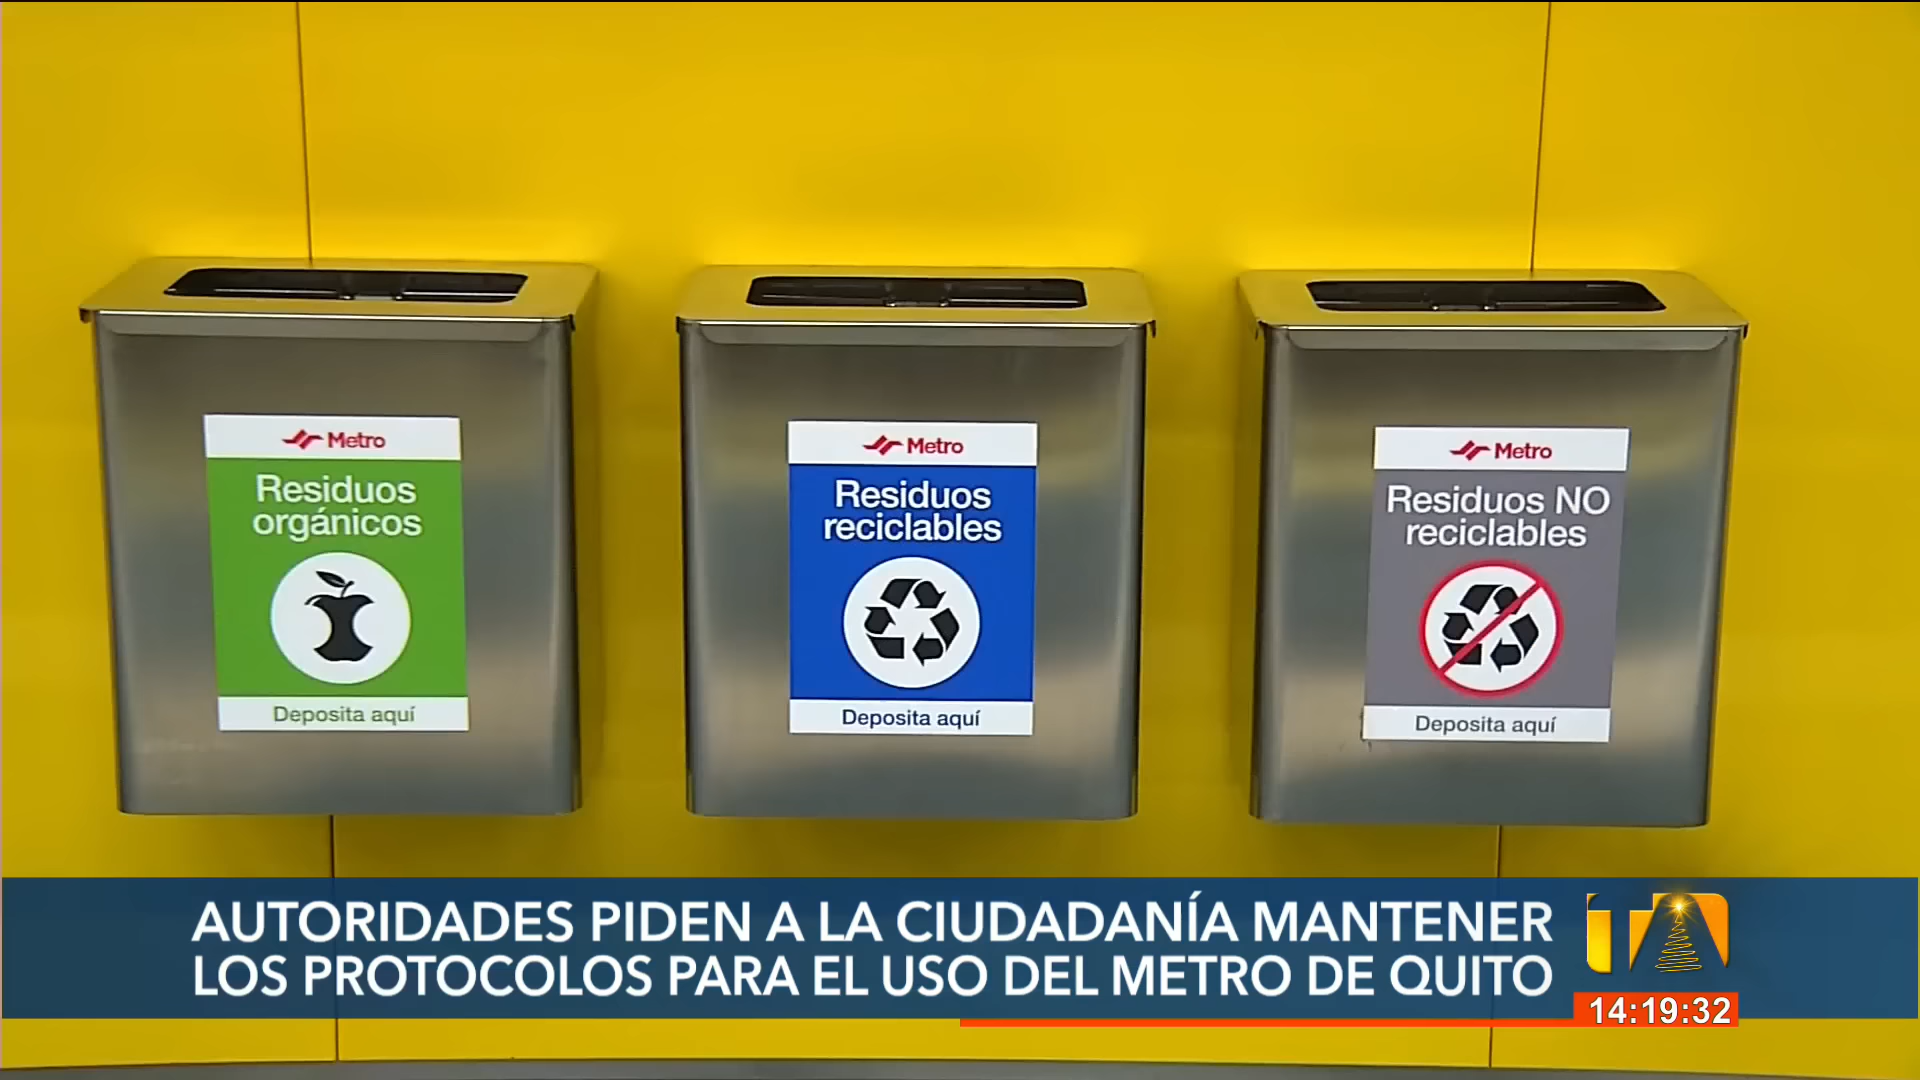 Metro
Residuos
orgánicos
Deposita aquí
Metro
Residuos
reciclables
Deposita aquí
Metro
Residuos NO
reciclables
Deposita aquí
AUTORIDADES PIDEN A LA CIUDADANÍA MANTENER
LOS PROTOCOLOS PARA EL USO DEL METRO DE QUITO
TA
14:19:32